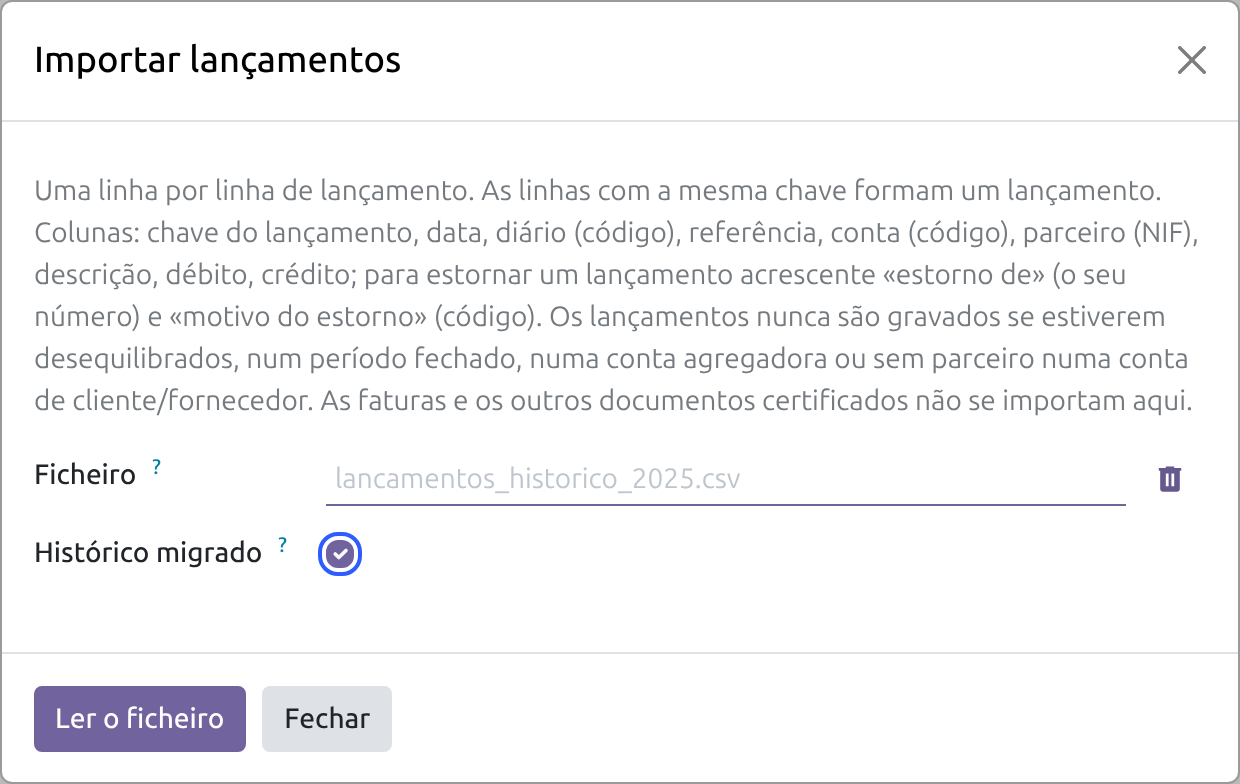 Importar lançamentos
Uma linha por linha de lançamento. As linhas com a mesma chave formam um lançamento.
Colunas: chave do lançamento, data, diário (código), referência, conta (código), parceiro (NIF),
descrição, débito, crédito; para estornar um lançamento acrescente «estorno de» (o seu
número) e «motivo do estorno» (código). Os lançamentos nunca são gravados se estiverem
desequilibrados, num período fechado, numa conta agregadora ou sem parceiro numa conta
de cliente/fornecedor. As faturas e os outros documentos certificados não se importam aqui.
Ficheiro ? lancamentos_historico_2025.csv
Histórico migrado ?
Ler o ficheiro Fechar